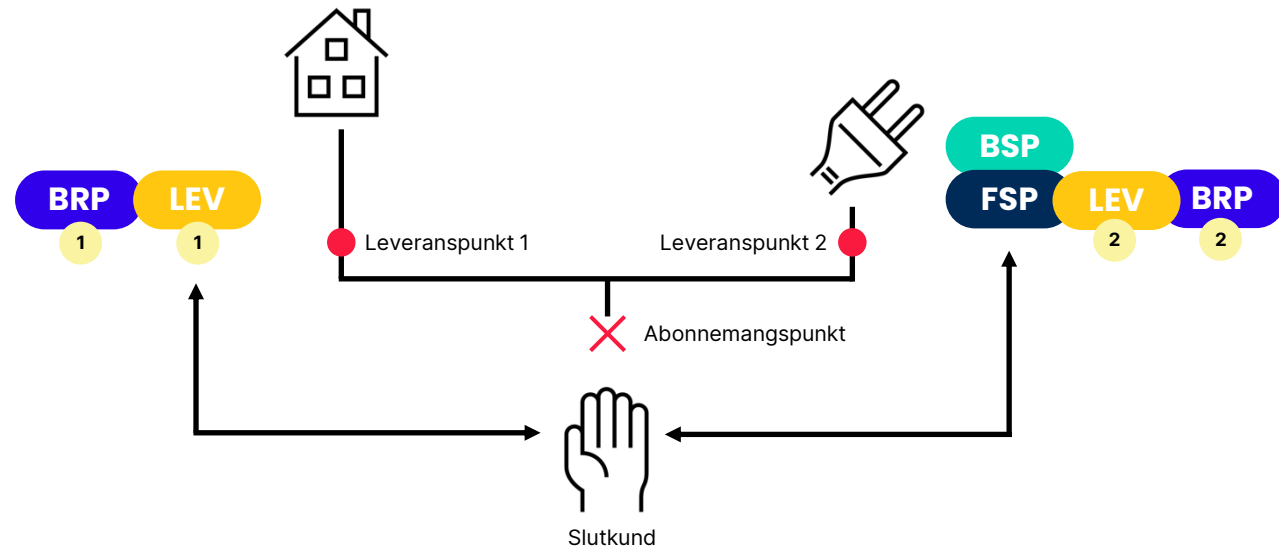 BSP
BRP LEV
1 1
FSP LEV BRP
2 2
Leveranspunkt 1
Leveranspunkt 2
Abonnemangspunkt
Slutkund